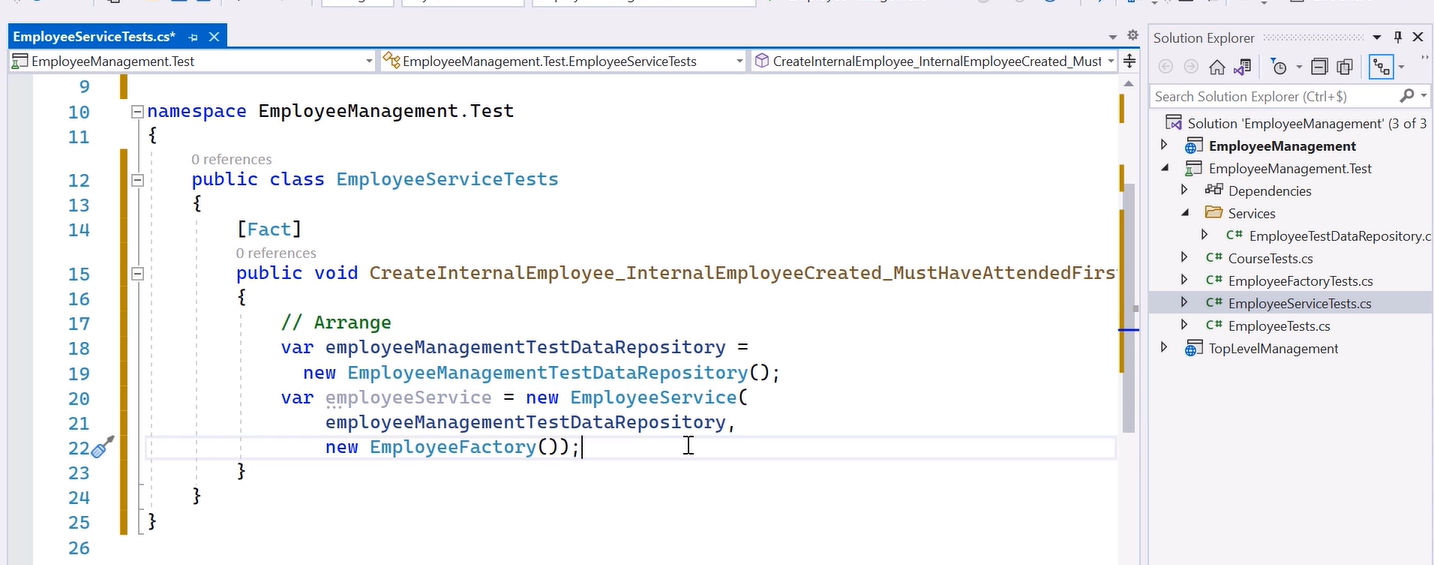 EmployeeServiceTests.cs*
EmployeeManagement.Test
EmployeeManagement.Test.EmployeeServiceTests
CreateInternalEmployee_InternalEmployeeCreated_Must
9
10 namespace EmployeeManagement.Test
11 {
0 references
12 public class EmployeeServiceTests
13 {
14 [Fact]
0 references
15 public void CreateInternalEmployee_InternalEmployeeCreated_MustHaveAttendedFirs
16 {
17 // Arrange
18 var employeeManagementTestDataRepository =
19 new EmployeeManagementTestDataRepository();
20 var employeeService = new EmployeeService(
21 employeeManagementTestDataRepository,
22 new EmployeeFactory());
23 }
24 }
25 }
26
Solution Explorer
Search Solution Explorer (Ctrl+$)
Solution 'EmployeeManagement' (3 of 3
EmployeeManagement
EmployeeManagement.Test
Dependencies
Services
C# EmployeeTestDataRepository.c
C# CourseTests.cs
C# EmployeeFactoryTests.cs
C# EmployeeServiceTests.cs
C# EmployeeTests.cs
TopLevelManagement